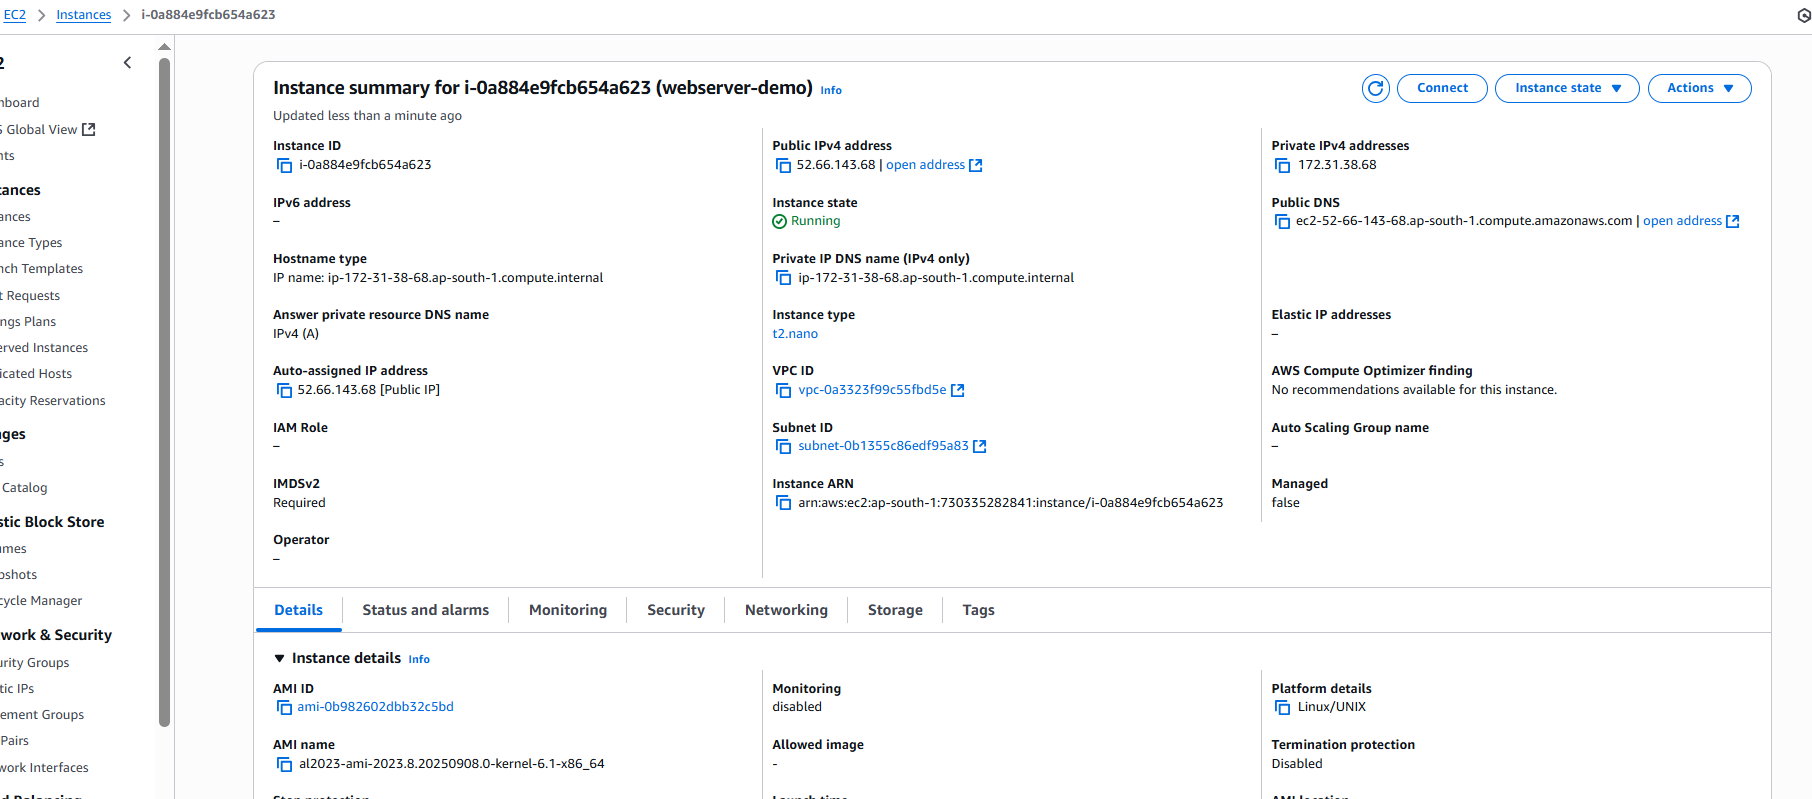 EC2 > Instances > i-0a884e9fcb654a623
2
nboard
S Global View
nts
tances
ances
ance Types
nch Templates
t Requests
ngs Plans
erved Instances
icated Hosts
acity Reservations
ges
s
Catalog
stic Block Store
umes
pshots
cycle Manager
work & Security
urity Groups
tic IPs
ement Groups
Pairs
work Interfaces
Instance summary for i-0a884e9fcb654a623 (webserver-demo) Info
Connect
Instance state
Actions
Updated less than a minute ago
Instance ID
i-0a884e9fcb654a623
Public IPv4 address
52.66.143.68 | open address
Private IPv4 addresses
172.31.38.68
IPv6 address
–
Instance state
Running
Public DNS
ec2-52-66-143-68.ap-south-1.compute.amazonaws.com | open address
Hostname type
IP name: ip-172-31-38-68.ap-south-1.compute.internal
Private IP DNS name (IPv4 only)
ip-172-31-38-68.ap-south-1.compute.internal
Answer private resource DNS name
IPv4 (A)
Instance type
t2.nano
Elastic IP addresses
–
Auto-assigned IP address
52.66.143.68 [Public IP]
VPC ID
vpc-0a3323f99c55fbd5e
AWS Compute Optimizer finding
No recommendations available for this instance.
IAM Role
–
Subnet ID
subnet-0b1355c86edf95a83
Auto Scaling Group name
–
IMDSv2
Required
Instance ARN
arn:aws:ec2:ap-south-1:730335282841:instance/i-0a884e9fcb654a623
Managed
false
Operator
–
Details
Status and alarms
Monitoring
Security
Networking
Storage
Tags
Instance details Info
AMI ID
ami-0b982602dbb32c5bd
Monitoring
disabled
Platform details
Linux/UNIX
AMI name
al2023-ami-2023.8.20250908.0-kernel-6.1-x86_64
Allowed image
-
Termination protection
Disabled